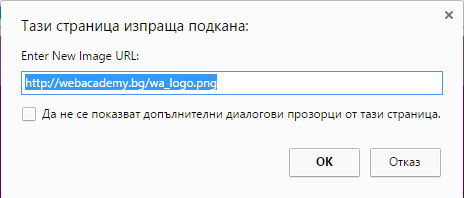 Тази страница изпраща подкана:
Enter New Image URL:
http://webacademy.bg/wa_logo.png
Да не се показват допълнителни диалогови прозорци от тази страница.
OK Отказ